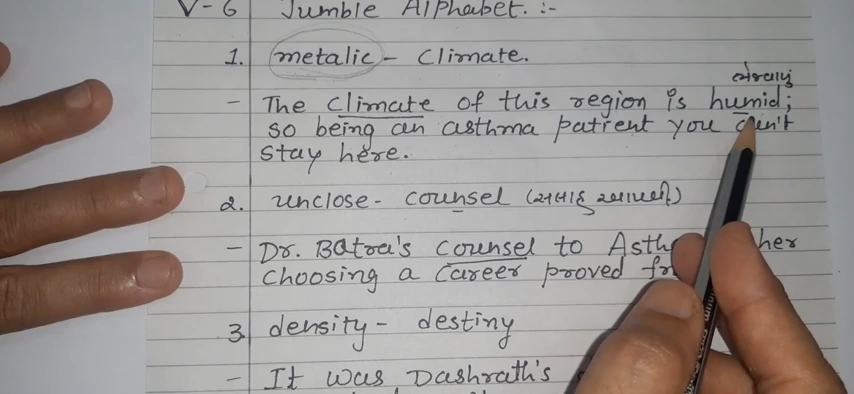 V-6 Jumble Alphabet. :-
1. metalic - Climate.
- The climate of this region is humid;
so being an asthma patient you can't
stay here.
2. unclose - counsel (સલાહ આપવી)
- Dr. Batra's counsel to Asth her
choosing a career proved
3. density - destiny
- It was Dashrath's